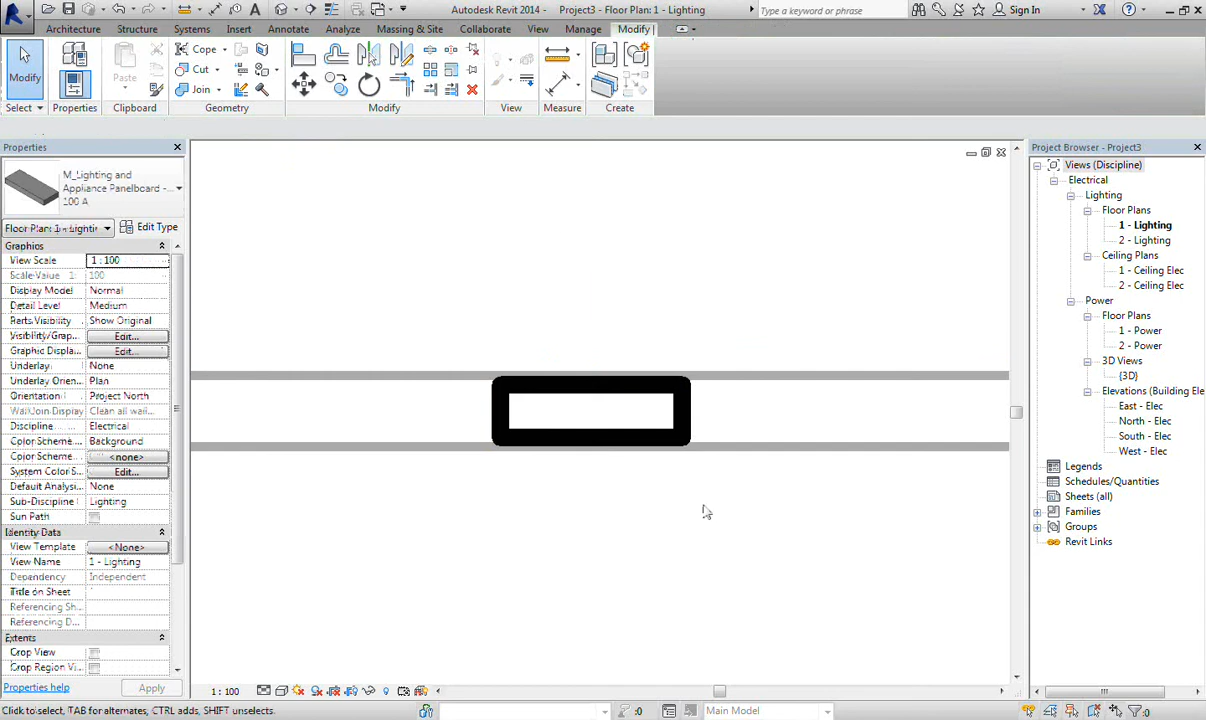 Autodesk Revit 2014 - Project3 - Floor Plan: 1 - Lighting
Type a keyword or phrase
Sign In
Architecture Structure Systems Insert Annotate Analyze Massing & Site Collaborate View Manage Modify
Modify
Paste
Cope
Cut
Join
Select Properties Clipboard Geometry Modify View Measure Create
Properties
M_Lighting and
Appliance Panelboard -...
100 A
Floor Plan: 1 - Lightin
Edit Type
Graphics
View Scale 1 : 100
Scale Value 1: 100
Display Model Normal
Detail Level Medium
Parts Visibility Show Original
Visibility/Grap... Edit...
Graphic Displa... Edit...
Underlay None
Underlay Orien... Plan
Orientation Project North
Wall Join Display Clean all wall...
Discipline Electrical
Color Scheme... Background
Color Scheme... <none>
System Color S... Edit...
Default Analysi... None
Sub-Discipline Lighting
Sun Path
Identity Data
View Template <None>
View Name 1 - Lighting
Dependency Independent
Title on Sheet
Referencing Sh...
Referencing D...
Extents
Crop View
Crop Region Vi...
Properties help
Apply
Project Browser - Project3
Views (Discipline)
Electrical
Lighting
Floor Plans
1 - Lighting
2 - Lighting
Ceiling Plans
1 - Ceiling Elec
2 - Ceiling Elec
Power
Floor Plans
1 - Power
2 - Power
3D Views
{3D}
Elevations (Building Ele
East - Elec
North - Elec
South - Elec
West - Elec
Legends
Schedules/Quantities
Sheets (all)
Families
Groups
Revit Links
1 : 100
Click to select, TAB for alternates, CTRL adds, SHIFT unselects.
:0
Main Model
:0